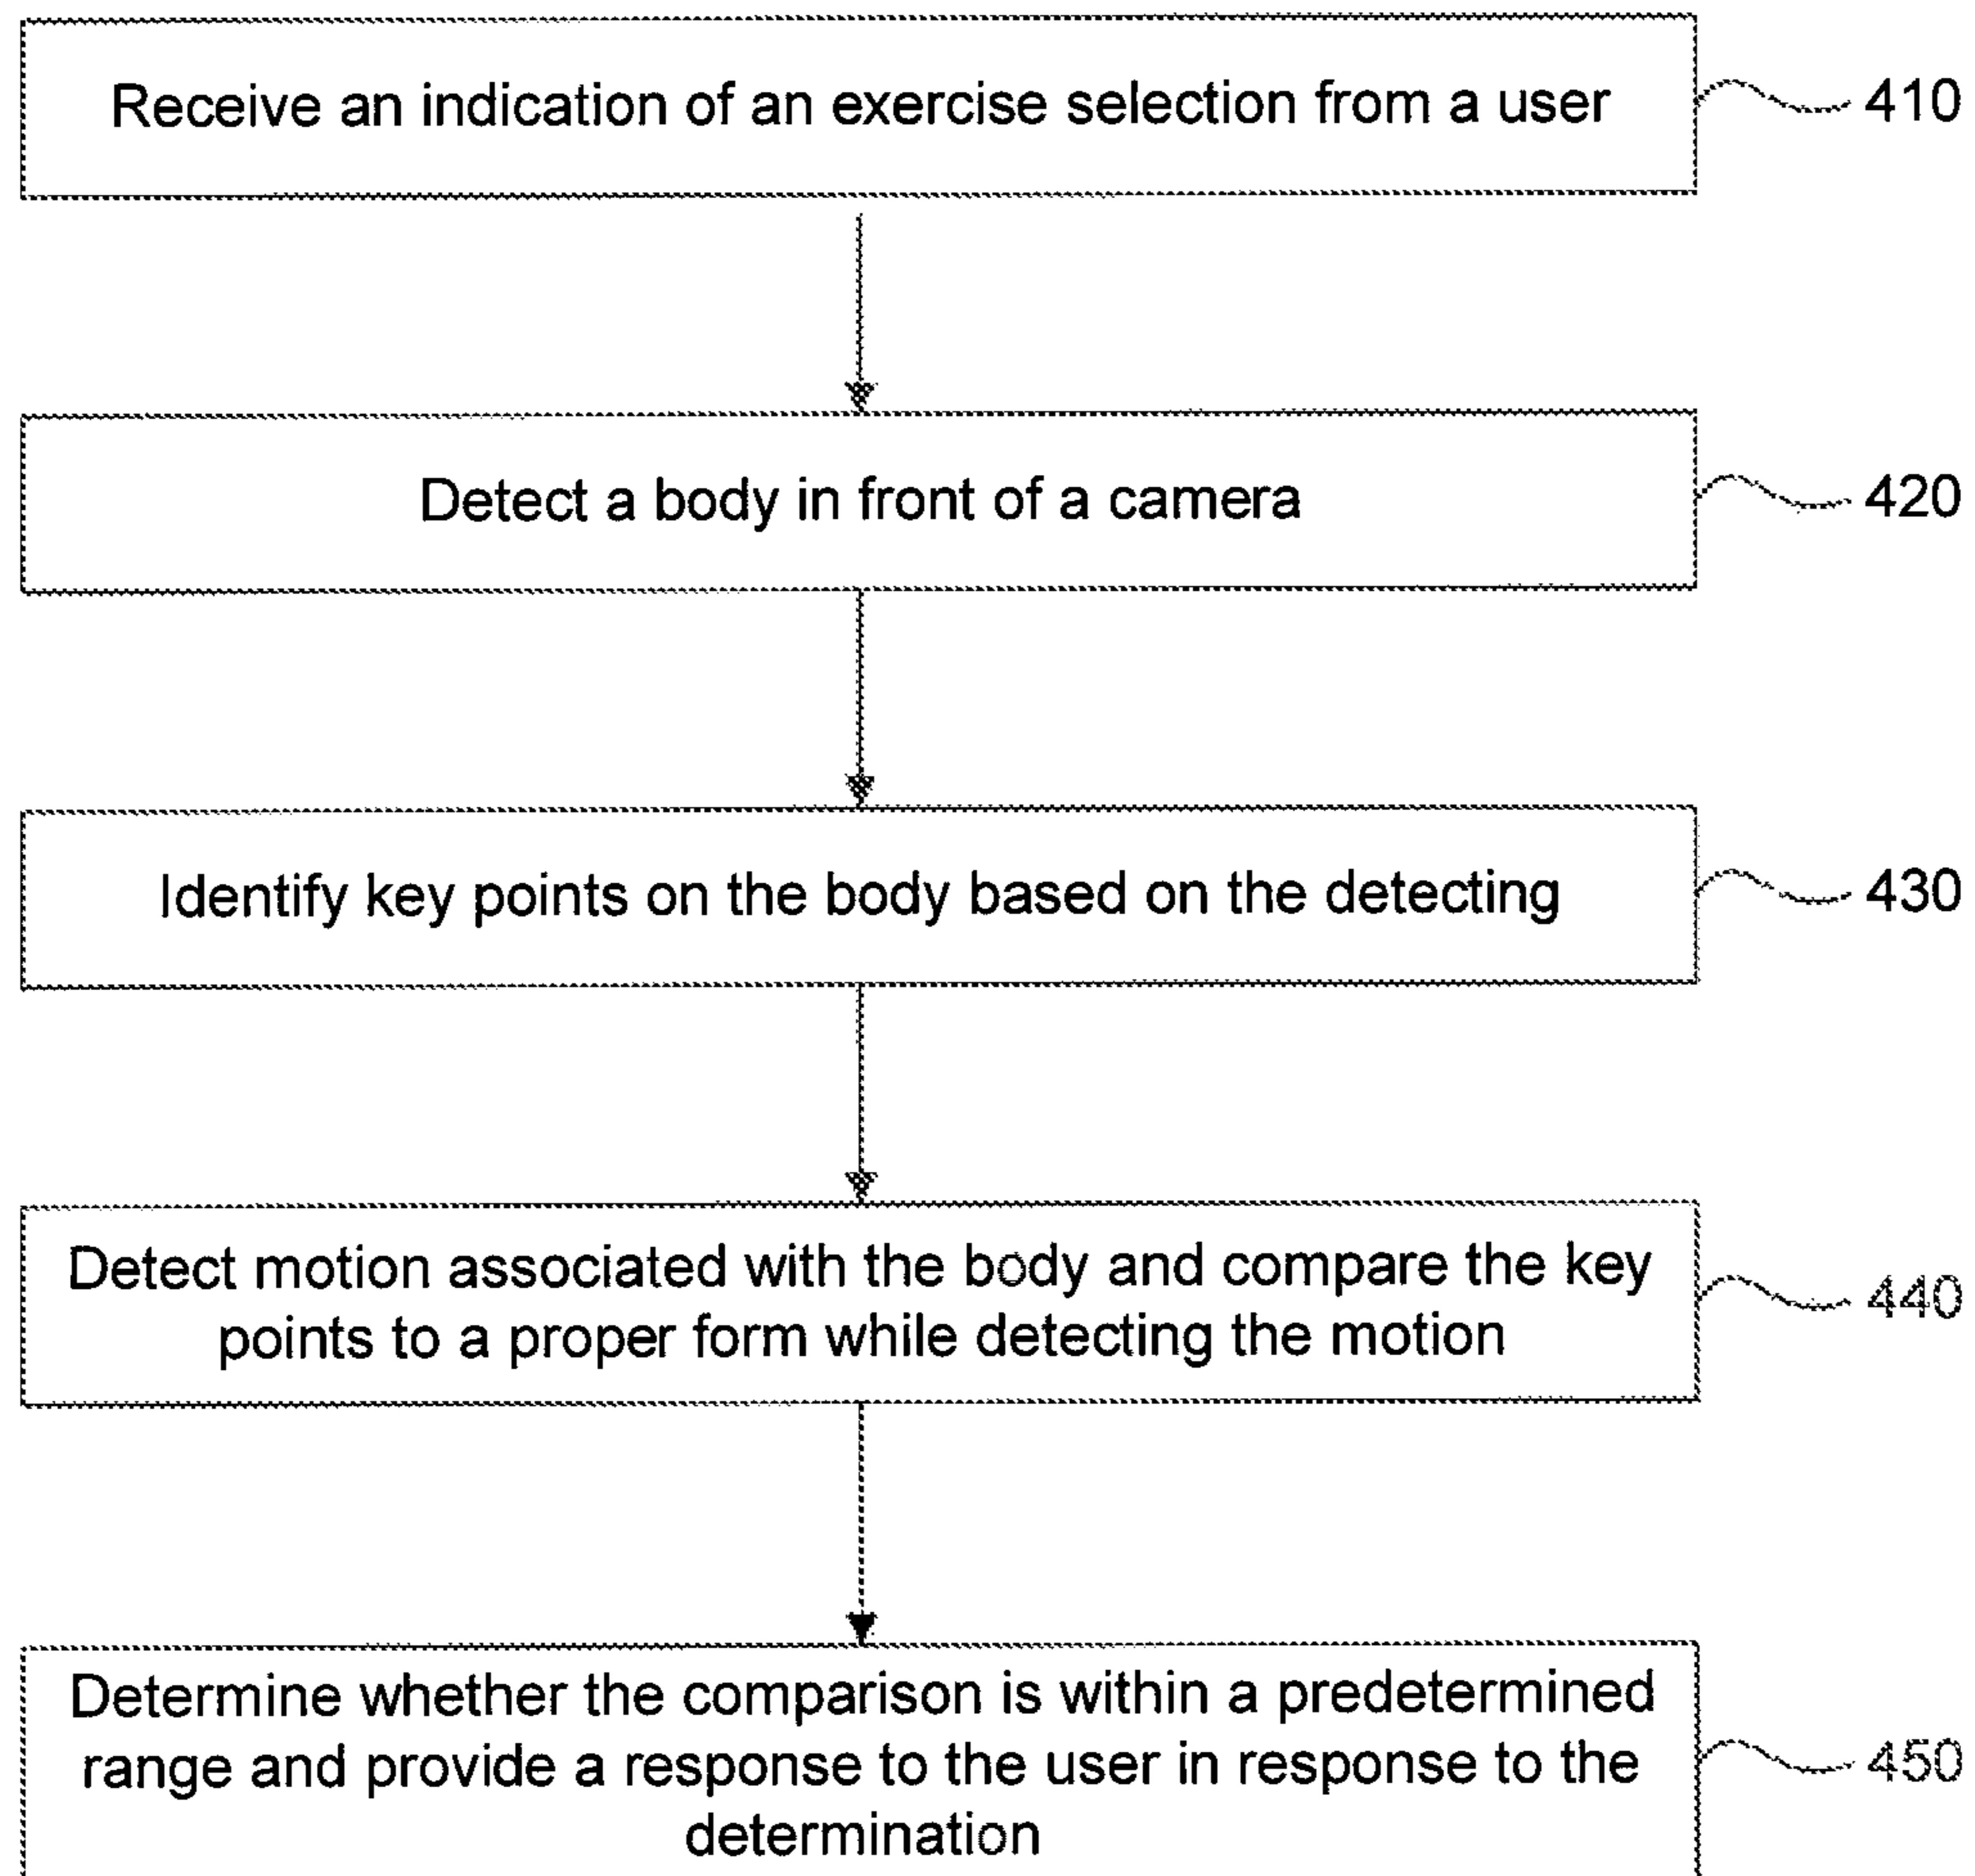 Receive an indication of an exercise selection from a user
410
Detect a body in front of a camera
420
Identify key points on the body based on the detecting
430
Detect motion associated with the body and compare the key
points to a proper form while detecting the motion
440
Determine whether the comparison is within a predetermined
range and provide a response to the user in response to the
determination
450